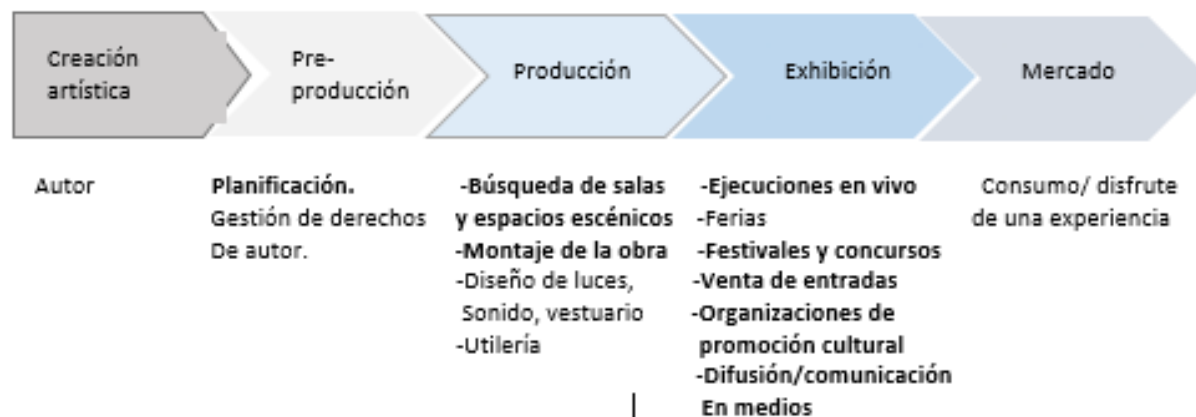 Creación
artística
Pre-
producción
Producción
Exhibición
Mercado
Autor
Planificación.
Gestión de derechos
De autor.
-Búsqueda de salas
y espacios escénicos
-Montaje de la obra
-Diseño de luces,
Sonido, vestuario
-Utilería
-Ejecuciones en vivo
-Ferias
-Festivales y concursos
-Venta de entradas
-Organizaciones de
promoción cultural
-Difusión/comunicación
En medios
Consumo/ disfrute
de una experiencia